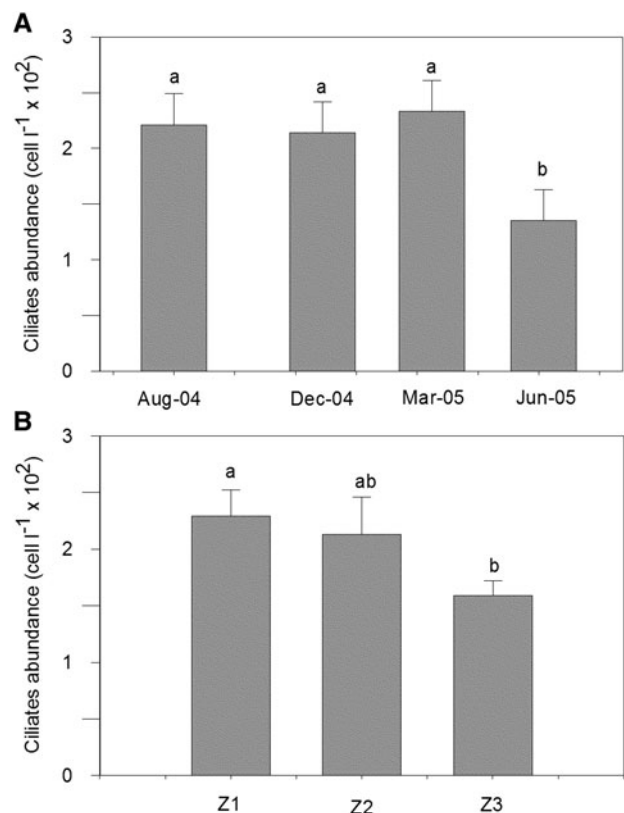 A
Ciliates abundance (cell l⁻¹ x 10²)
3
2
1
0
a
a
a
b
Aug-04
Dec-04
Mar-05
Jun-05
B
Ciliates abundance (cell l⁻¹ x 10²)
3
2
1
0
a
ab
b
Z1
Z2
Z3